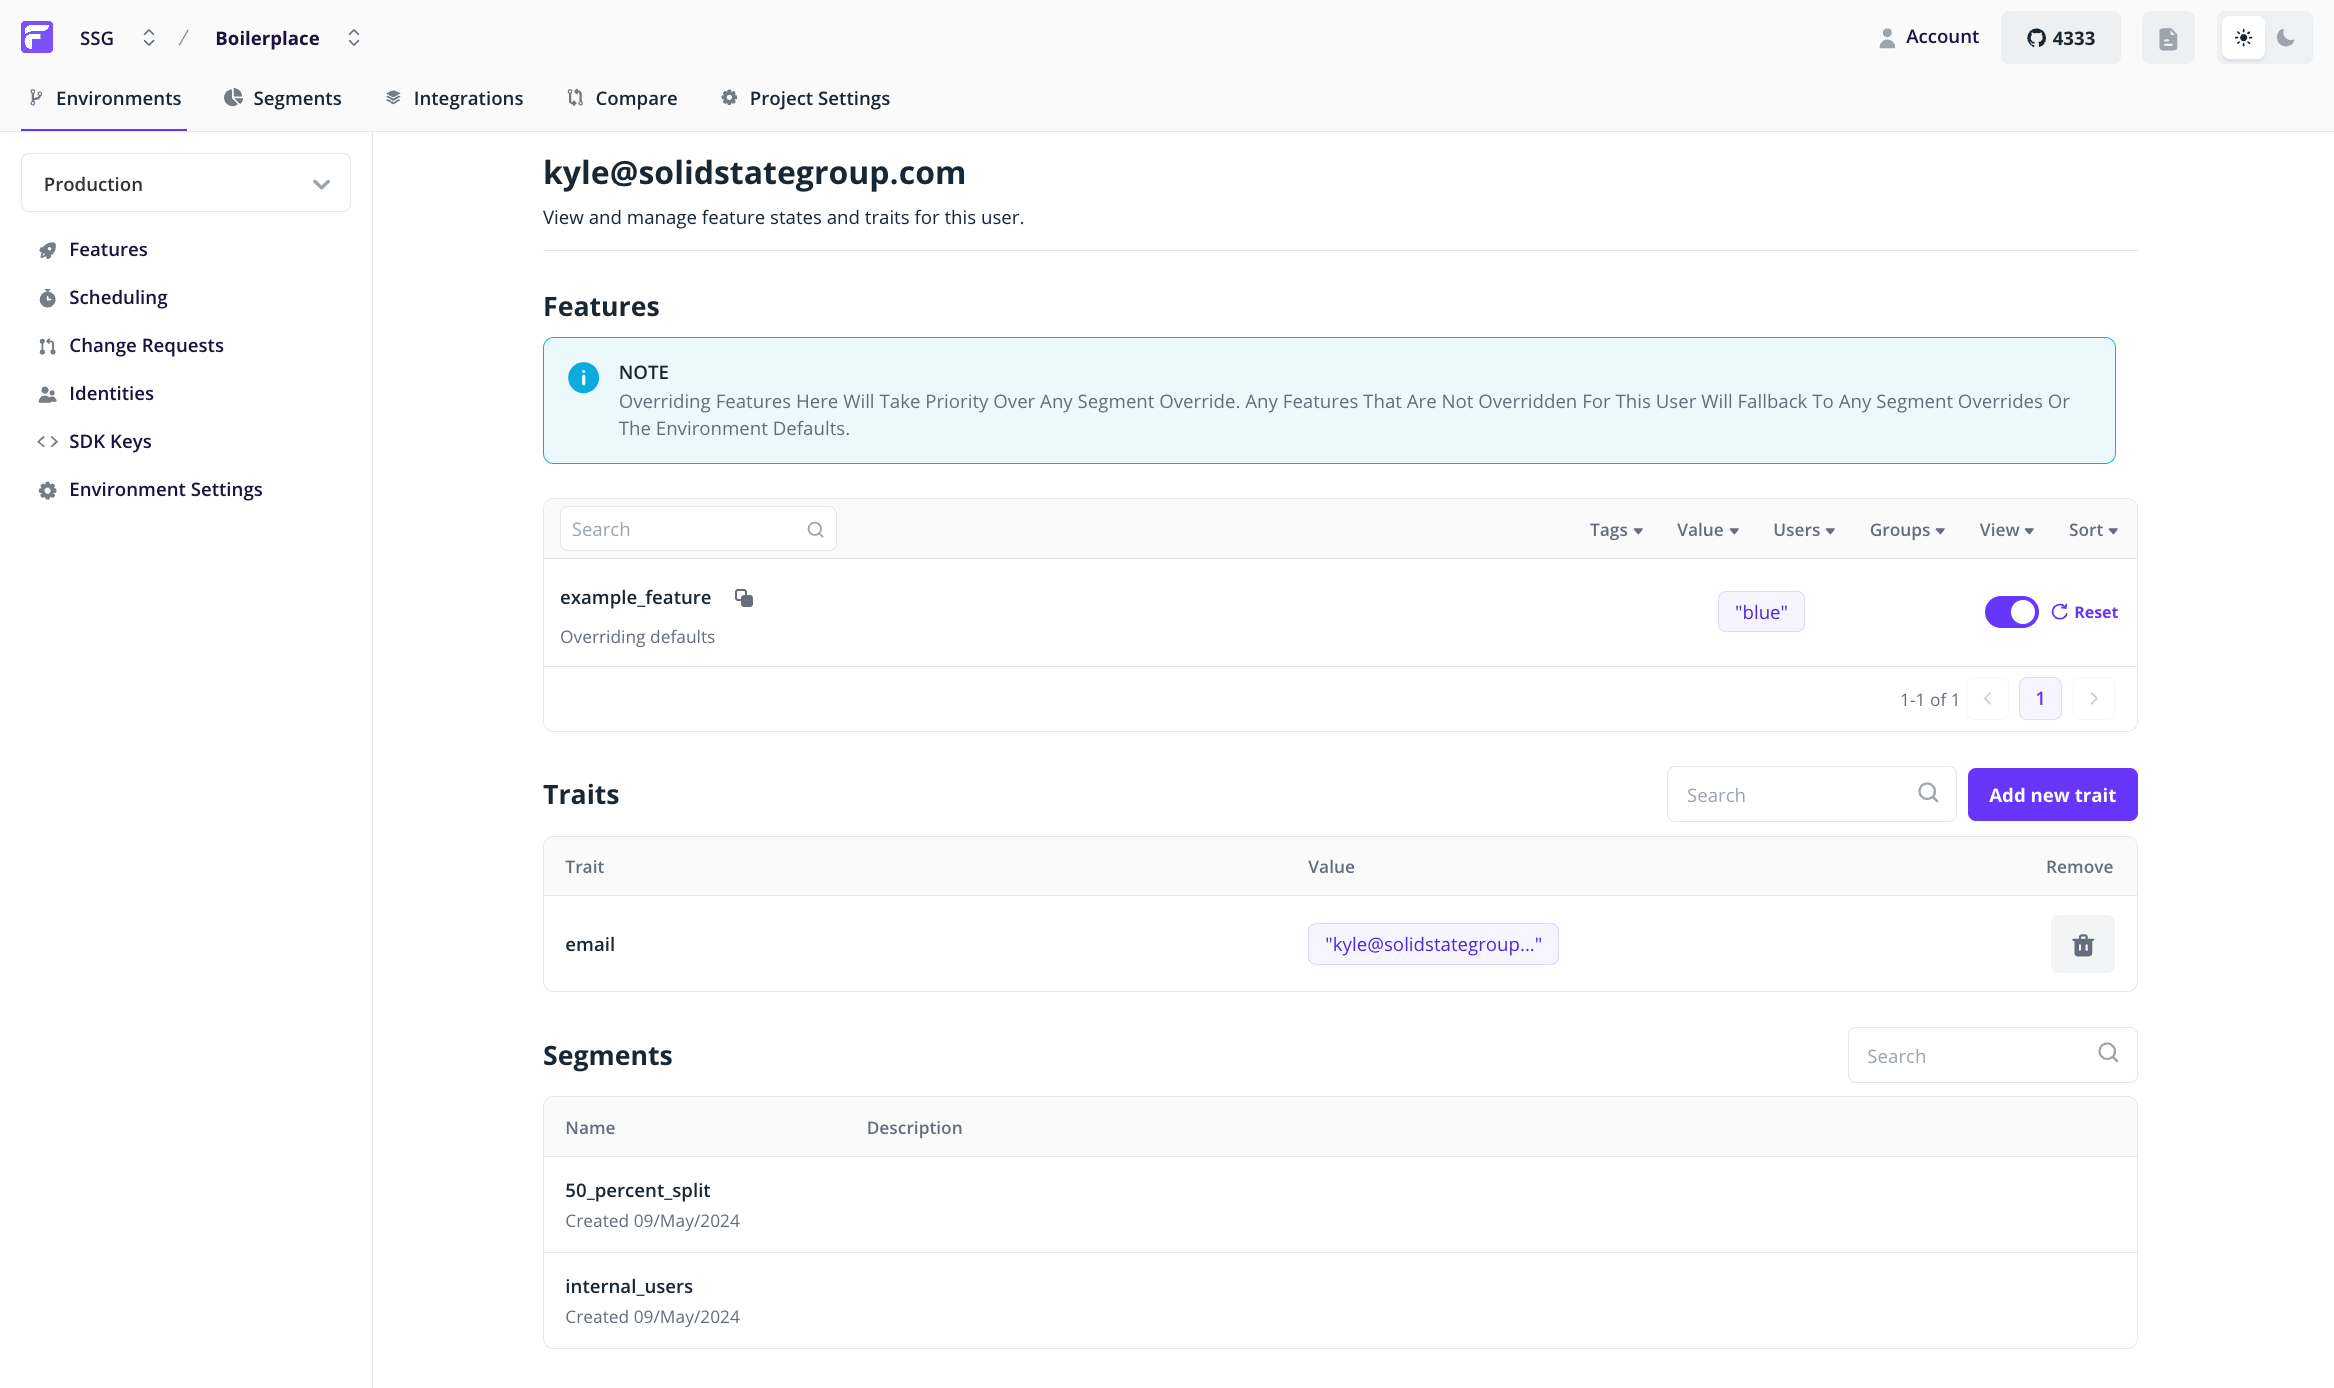 SSG / Boilerplace
Account
4333
Environments
Segments
Integrations
Compare
Project Settings
Production
Features
Scheduling
Change Requests
Identities
SDK Keys
Environment Settings
kyle@solidstategroup.com
View and manage feature states and traits for this user.
Features
NOTE
Overriding Features Here Will Take Priority Over Any Segment Override. Any Features That Are Not Overridden For This User Will Fallback To Any Segment Overrides Or
The Environment Defaults.
Search
Tags
Value
Users
Groups
View
Sort
example_feature
Overriding defaults
"blue"
Reset
1-1 of 1
1
Traits
Search
Add new trait
Trait
Value
Remove
email
"kyle@solidstategroup..."
Segments
Search
Name
Description
50_percent_split
Created 09/May/2024
internal_users
Created 09/May/2024